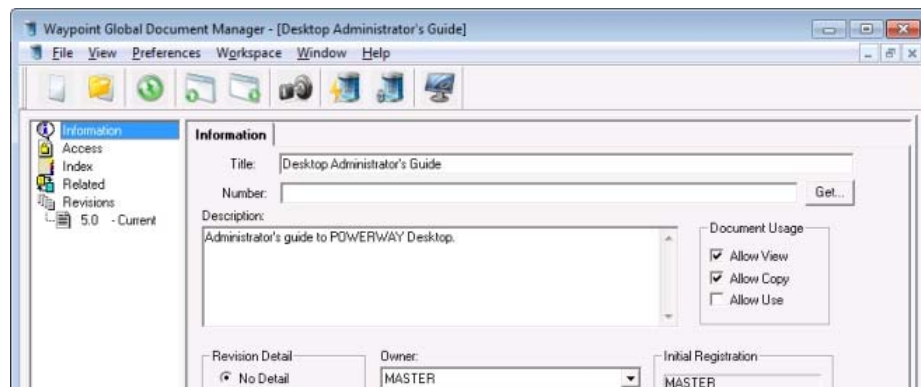 Waypoint Global Document Manager - [Desktop Administrator's Guide]
File View Preferences Workspace Window Help
Information
Access
Index
Related
Revisions
5.0 - Current
Information
Title: Desktop Administrator's Guide
Number: Get...
Description:
Administrator's guide to POWERWAY Desktop.
Document Usage
Allow View
Allow Copy
Allow Use
Revision Detail
No Detail
Owner:
MASTER
Initial Registration
MASTER